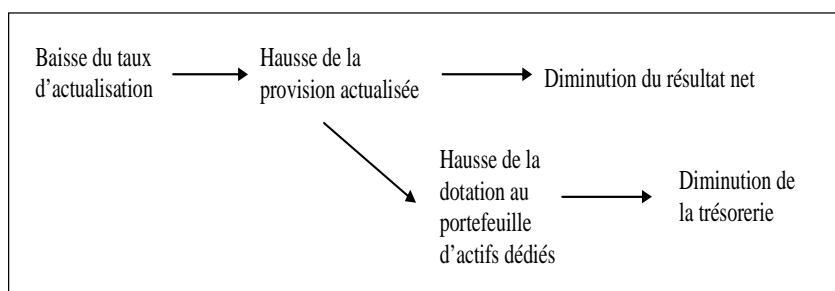 Baisse du taux
d'actualisation
Hausse de la
provision actualisée
Diminution du résultat net
Hausse de la
dotation au
portefeuille
d'actifs dédiés
Diminution de
la trésorerie